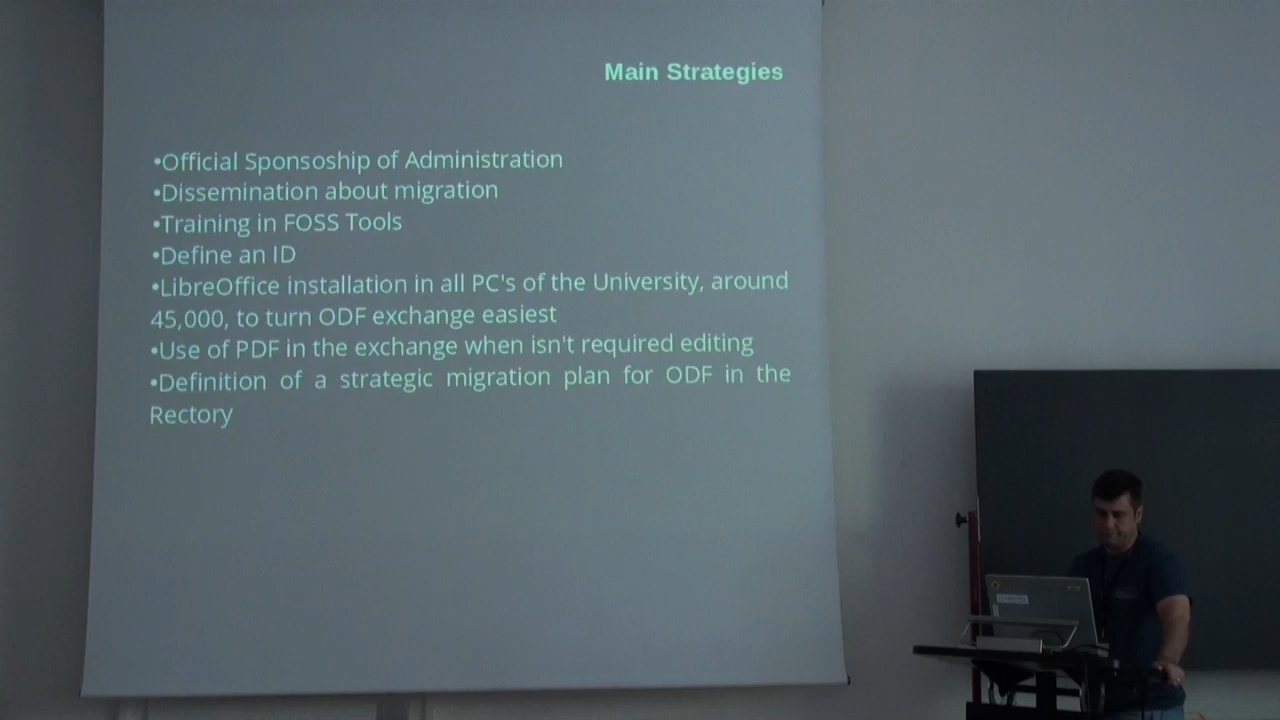 Main Strategies
•Official Sponsoship of Administration
•Dissemination about migration
•Training in FOSS Tools
•Define an ID
•LibreOffice installation in all PC's of the University, around
45,000, to turn ODF exchange easiest
•Use of PDF in the exchange when isn't required editing
•Definition of a strategic migration plan for ODF in the
Rectory